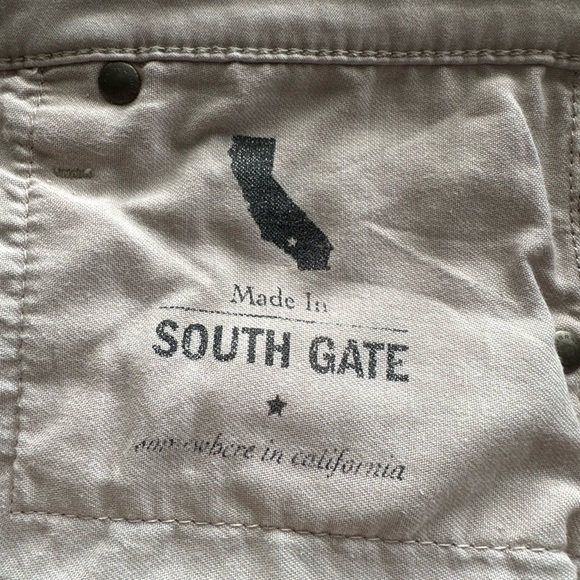 Made In
SOUTH GATE
somewhere in california